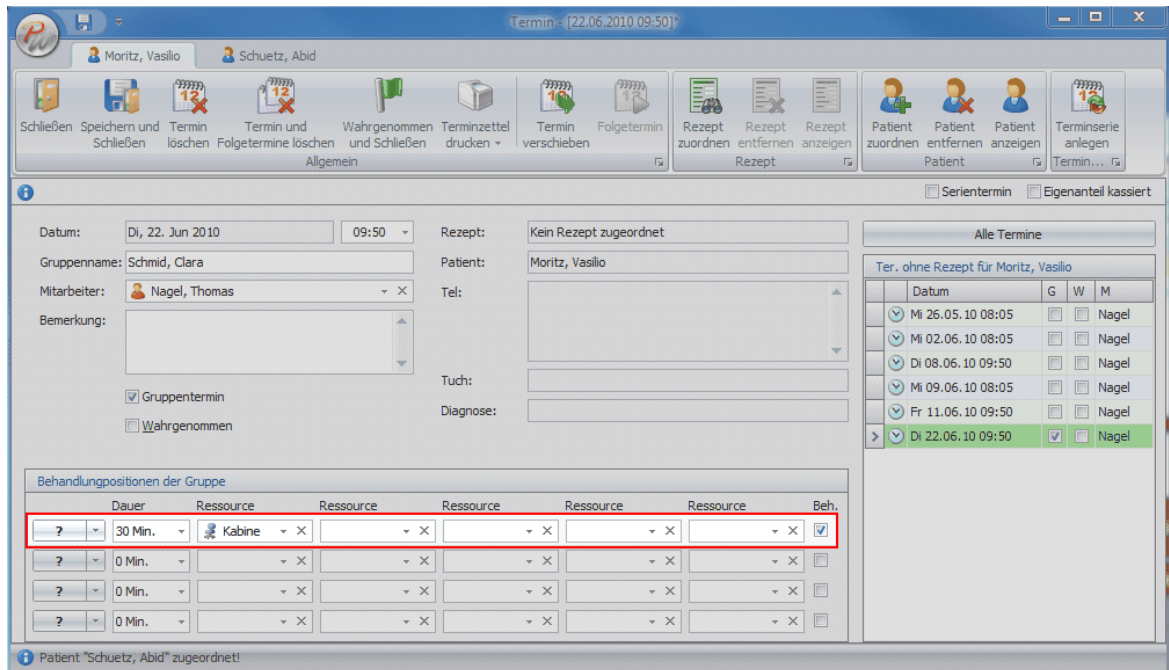 Termin - [22.06.2010 09:50]*
Moritz, Vasilio
Schuetz, Abid
Schließen
Speichern und Schließen
Termin löschen
Termin und Folgetermine löschen
Wahrgenommen und Schließen
Terminzettel drucken
Termin verschieben
Folgetermin
Allgemein
Rezept zuordnen
Rezept entfernen
Rezept anzeigen
Rezept
Patient zuordnen
Patient entfernen
Patient anzeigen
Patient
Terminserie anlegen
Termin...
Serientermin
Eigenanteil kassiert
Datum: Di, 22. Jun 2010 09:50
Gruppenname: Schmid, Clara
Mitarbeiter: Nagel, Thomas
Bemerkung:
Gruppentermin
Wahrgenommen
Rezept: Kein Rezept zugeordnet
Patient: Moritz, Vasilio
Tel:
Tuch:
Diagnose:
Alle Termine
Ter. ohne Rezept für Moritz, Vasilio
Datum G W M
Mi 26.05.10 08:05 Nagel
Mi 02.06.10 08:05 Nagel
Di 08.06.10 09:50 Nagel
Mi 09.06.10 08:05 Nagel
Fr 11.06.10 09:50 Nagel
Di 22.06.10 09:50 Nagel
Behandlungpositionen der Gruppe
Dauer Ressource Ressource Ressource Ressource Ressource Beh.
? 30 Min. Kabine
? 0 Min.
? 0 Min.
? 0 Min.
Patient "Schuetz, Abid" zugeordnet!